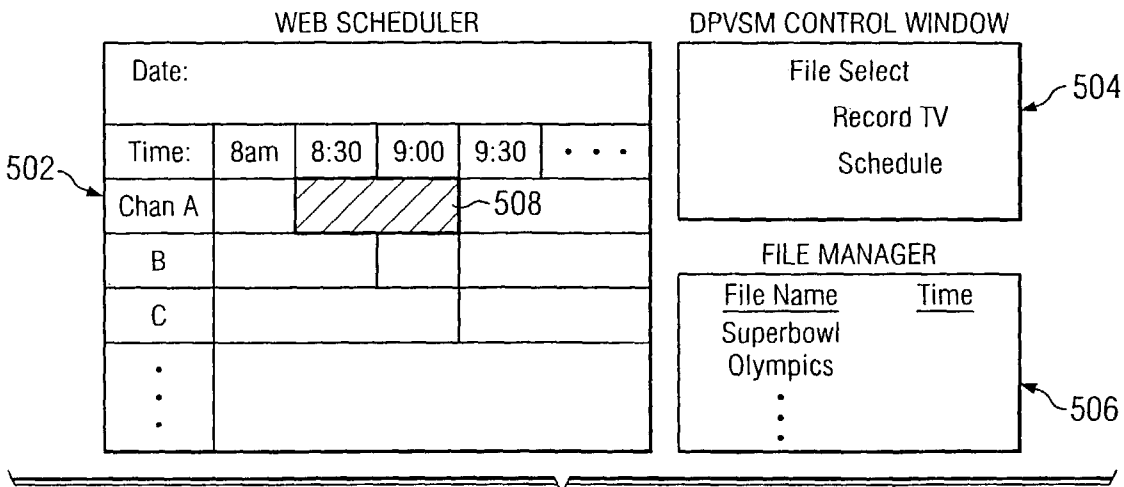 WEB SCHEDULER
Date:
Time: 8am 8:30 9:00 9:30 . . .
502
Chan A 508
B
C
DPVSM CONTROL WINDOW
File Select
504
Record TV
Schedule
FILE MANAGER
File Name Time
Superbowl
Olympics
506